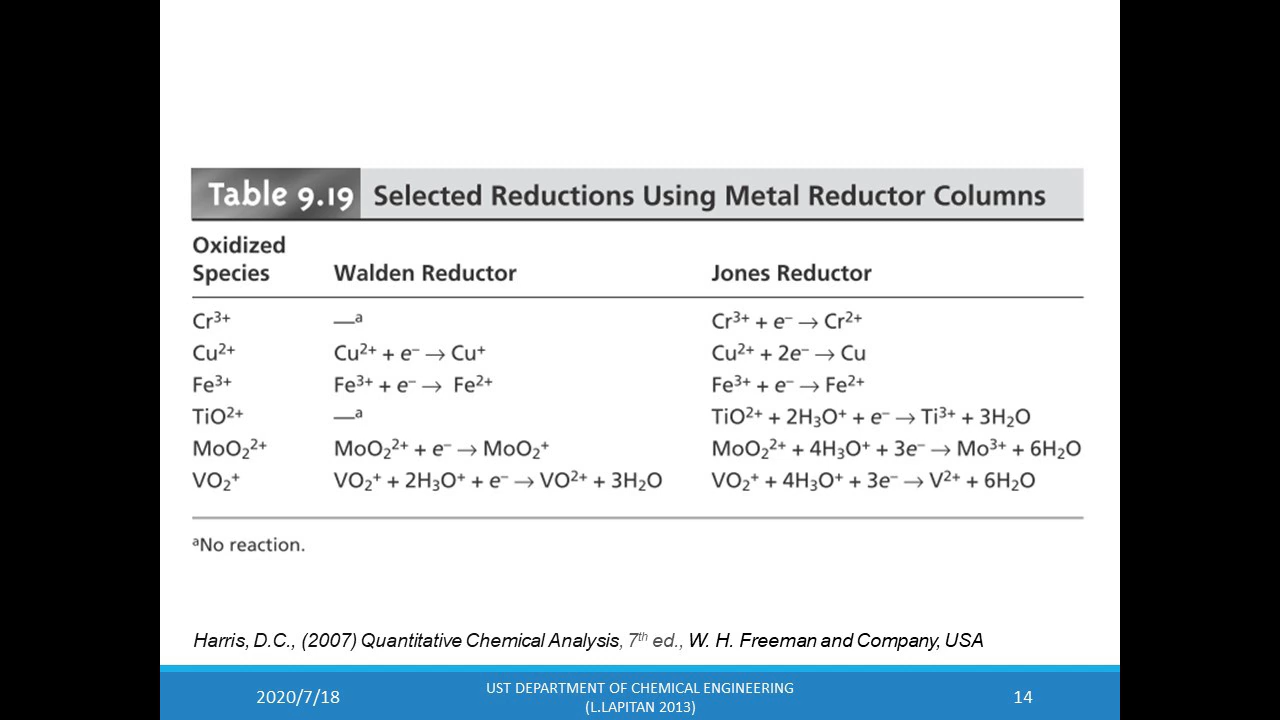 Table 9.19 Selected Reductions Using Metal Reductor Columns
Oxidized
Species Walden Reductor Jones Reductor
Cr³⁺ —ᵃ Cr³⁺ + e⁻ → Cr²⁺
Cu²⁺ Cu²⁺ + e⁻ → Cu⁺ Cu²⁺ + 2e⁻ → Cu
Fe³⁺ Fe³⁺ + e⁻ → Fe²⁺ Fe³⁺ + e⁻ → Fe²⁺
TiO²⁺ —ᵃ TiO²⁺ + 2H₃O⁺ + e⁻ → Ti³⁺ + 3H₂O
MoO₂²⁺ MoO₂²⁺ + e⁻ → MoO₂⁺ MoO₂²⁺ + 4H₃O⁺ + 3e⁻ → Mo³⁺ + 6H₂O
VO₂⁺ VO₂⁺ + 2H₃O⁺ + e⁻ → VO²⁺ + 3H₂O VO₂⁺ + 4H₃O⁺ + 3e⁻ → V²⁺ + 6H₂O
ᵃNo reaction.
Harris, D.C., (2007) Quantitative Chemical Analysis, 7th ed., W. H. Freeman and Company, USA
2020/7/18 UST DEPARTMENT OF CHEMICAL ENGINEERING 14
(L.LAPITAN 2013)